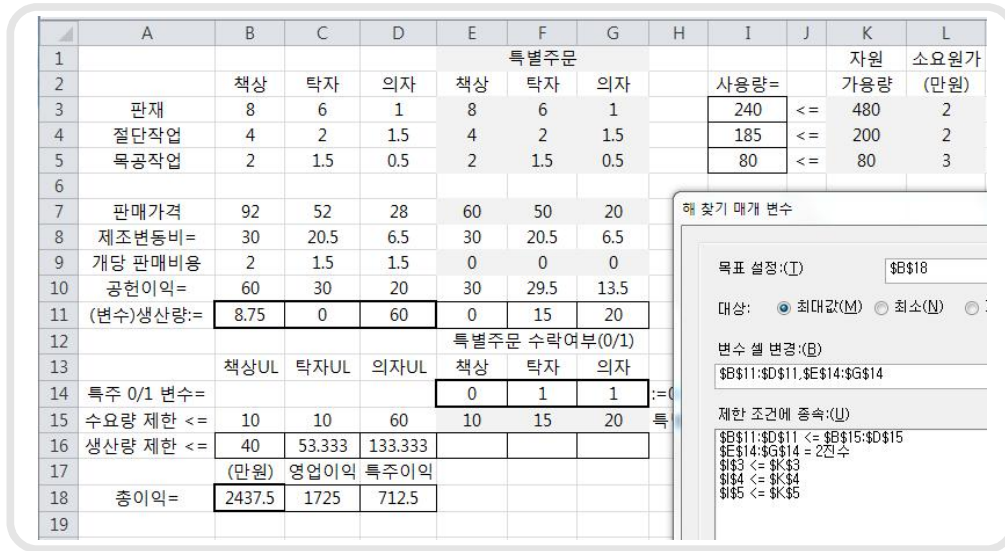 A B C D E F G H I J K L
1 특별주문 자원 소요원가
2 책상 탁자 의자 책상 탁자 의자 사용량= 가용량 (만원)
3 판재 8 6 1 8 6 1 240 <= 480 2
4 절단작업 4 2 1.5 4 2 1.5 185 <= 200 2
5 목공작업 2 1.5 0.5 2 1.5 0.5 80 <= 80 3
6
7 판매가격 92 52 28 60 50 20
8 제조변동비= 30 20.5 6.5 30 20.5 6.5
9 개당 판매비용 2 1.5 1.5 0 0 0
10 공헌이익= 60 30 20 30 29.5 13.5
11 (변수)생산량:= 8.75 0 60 0 15 20
12 특별주문 수락여부(0/1)
13 책상UL 탁자UL 의자UL 책상 탁자 의자
14 특주 0/1 변수= 0 1 1
15 수요량 제한 <= 10 10 60 10 15 20
16 생산량 제한 <= 40 53.333 133.333
17 (만원) 영업이익 특주이익
18 총이익= 2437.5 1725 712.5
19
해 찾기 매개 변수
목표 설정:(T) $B$18
대상: 최대값(M) 최소(N)
변수 셀 변경:(B)
$B$11:$D$11,$E$14:$G$14
제한 조건에 종속:(U)
$B$11:$D$11 <= $B$15:$D$15
$E$14:$G$14 = 2진수
$I$3 <= $K$3
$I$4 <= $K$4
$I$5 <= $K$5